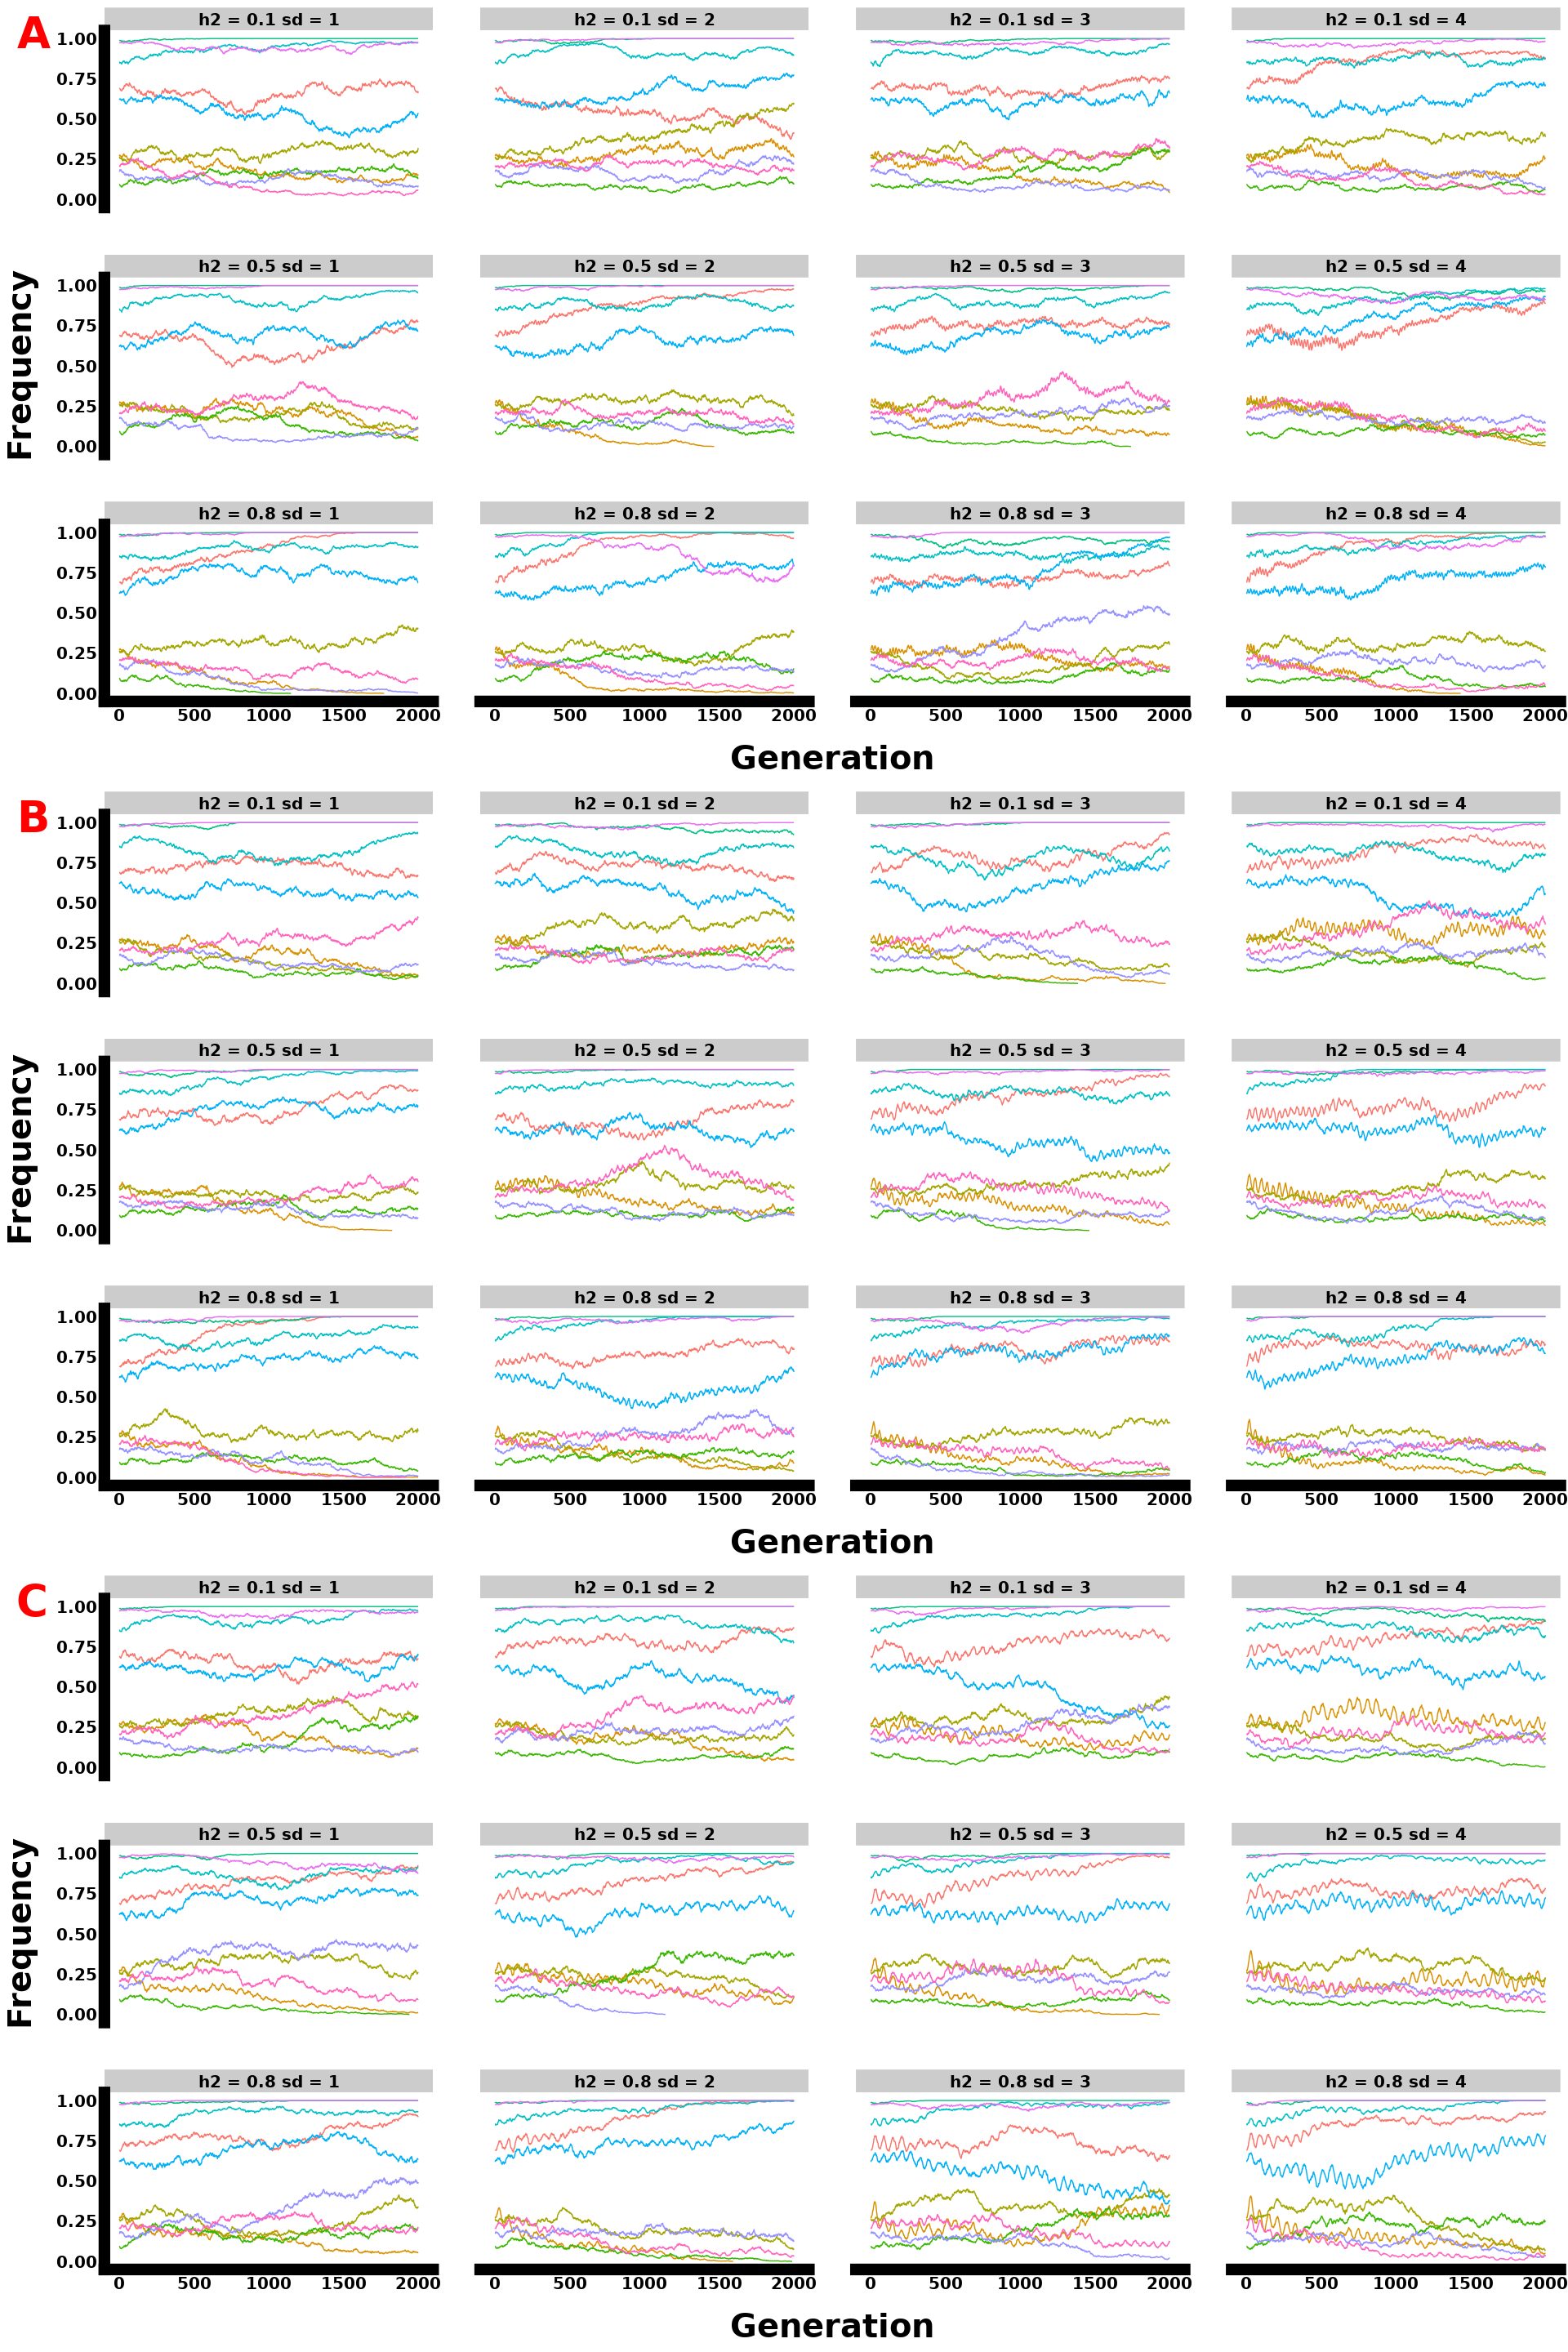 A
h2 = 0.1 sd = 1 h2 = 0.1 sd = 2 h2 = 0.1 sd = 3 h2 = 0.1 sd = 4
1.00
0.75
0.50
0.25
0.00
Frequency
h2 = 0.5 sd = 1 h2 = 0.5 sd = 2 h2 = 0.5 sd = 3 h2 = 0.5 sd = 4
1.00
0.75
0.50
0.25
0.00
h2 = 0.8 sd = 1 h2 = 0.8 sd = 2 h2 = 0.8 sd = 3 h2 = 0.8 sd = 4
1.00
0.75
0.50
0.25
0.00
0 500 1000 1500 2000 0 500 1000 1500 2000 0 500 1000 1500 2000 0 500 1000 1500 2000
Generation
B
h2 = 0.1 sd = 1 h2 = 0.1 sd = 2 h2 = 0.1 sd = 3 h2 = 0.1 sd = 4
1.00
0.75
0.50
0.25
0.00
Frequency
h2 = 0.5 sd = 1 h2 = 0.5 sd = 2 h2 = 0.5 sd = 3 h2 = 0.5 sd = 4
1.00
0.75
0.50
0.25
0.00
h2 = 0.8 sd = 1 h2 = 0.8 sd = 2 h2 = 0.8 sd = 3 h2 = 0.8 sd = 4
1.00
0.75
0.50
0.25
0.00
0 500 1000 1500 2000 0 500 1000 1500 2000 0 500 1000 1500 2000 0 500 1000 1500 2000
Generation
C
h2 = 0.1 sd = 1 h2 = 0.1 sd = 2 h2 = 0.1 sd = 3 h2 = 0.1 sd = 4
1.00
0.75
0.50
0.25
0.00
Frequency
h2 = 0.5 sd = 1 h2 = 0.5 sd = 2 h2 = 0.5 sd = 3 h2 = 0.5 sd = 4
1.00
0.75
0.50
0.25
0.00
h2 = 0.8 sd = 1 h2 = 0.8 sd = 2 h2 = 0.8 sd = 3 h2 = 0.8 sd = 4
1.00
0.75
0.50
0.25
0.00
0 500 1000 1500 2000 0 500 1000 1500 2000 0 500 1000 1500 2000 0 500 1000 1500 2000
Generation